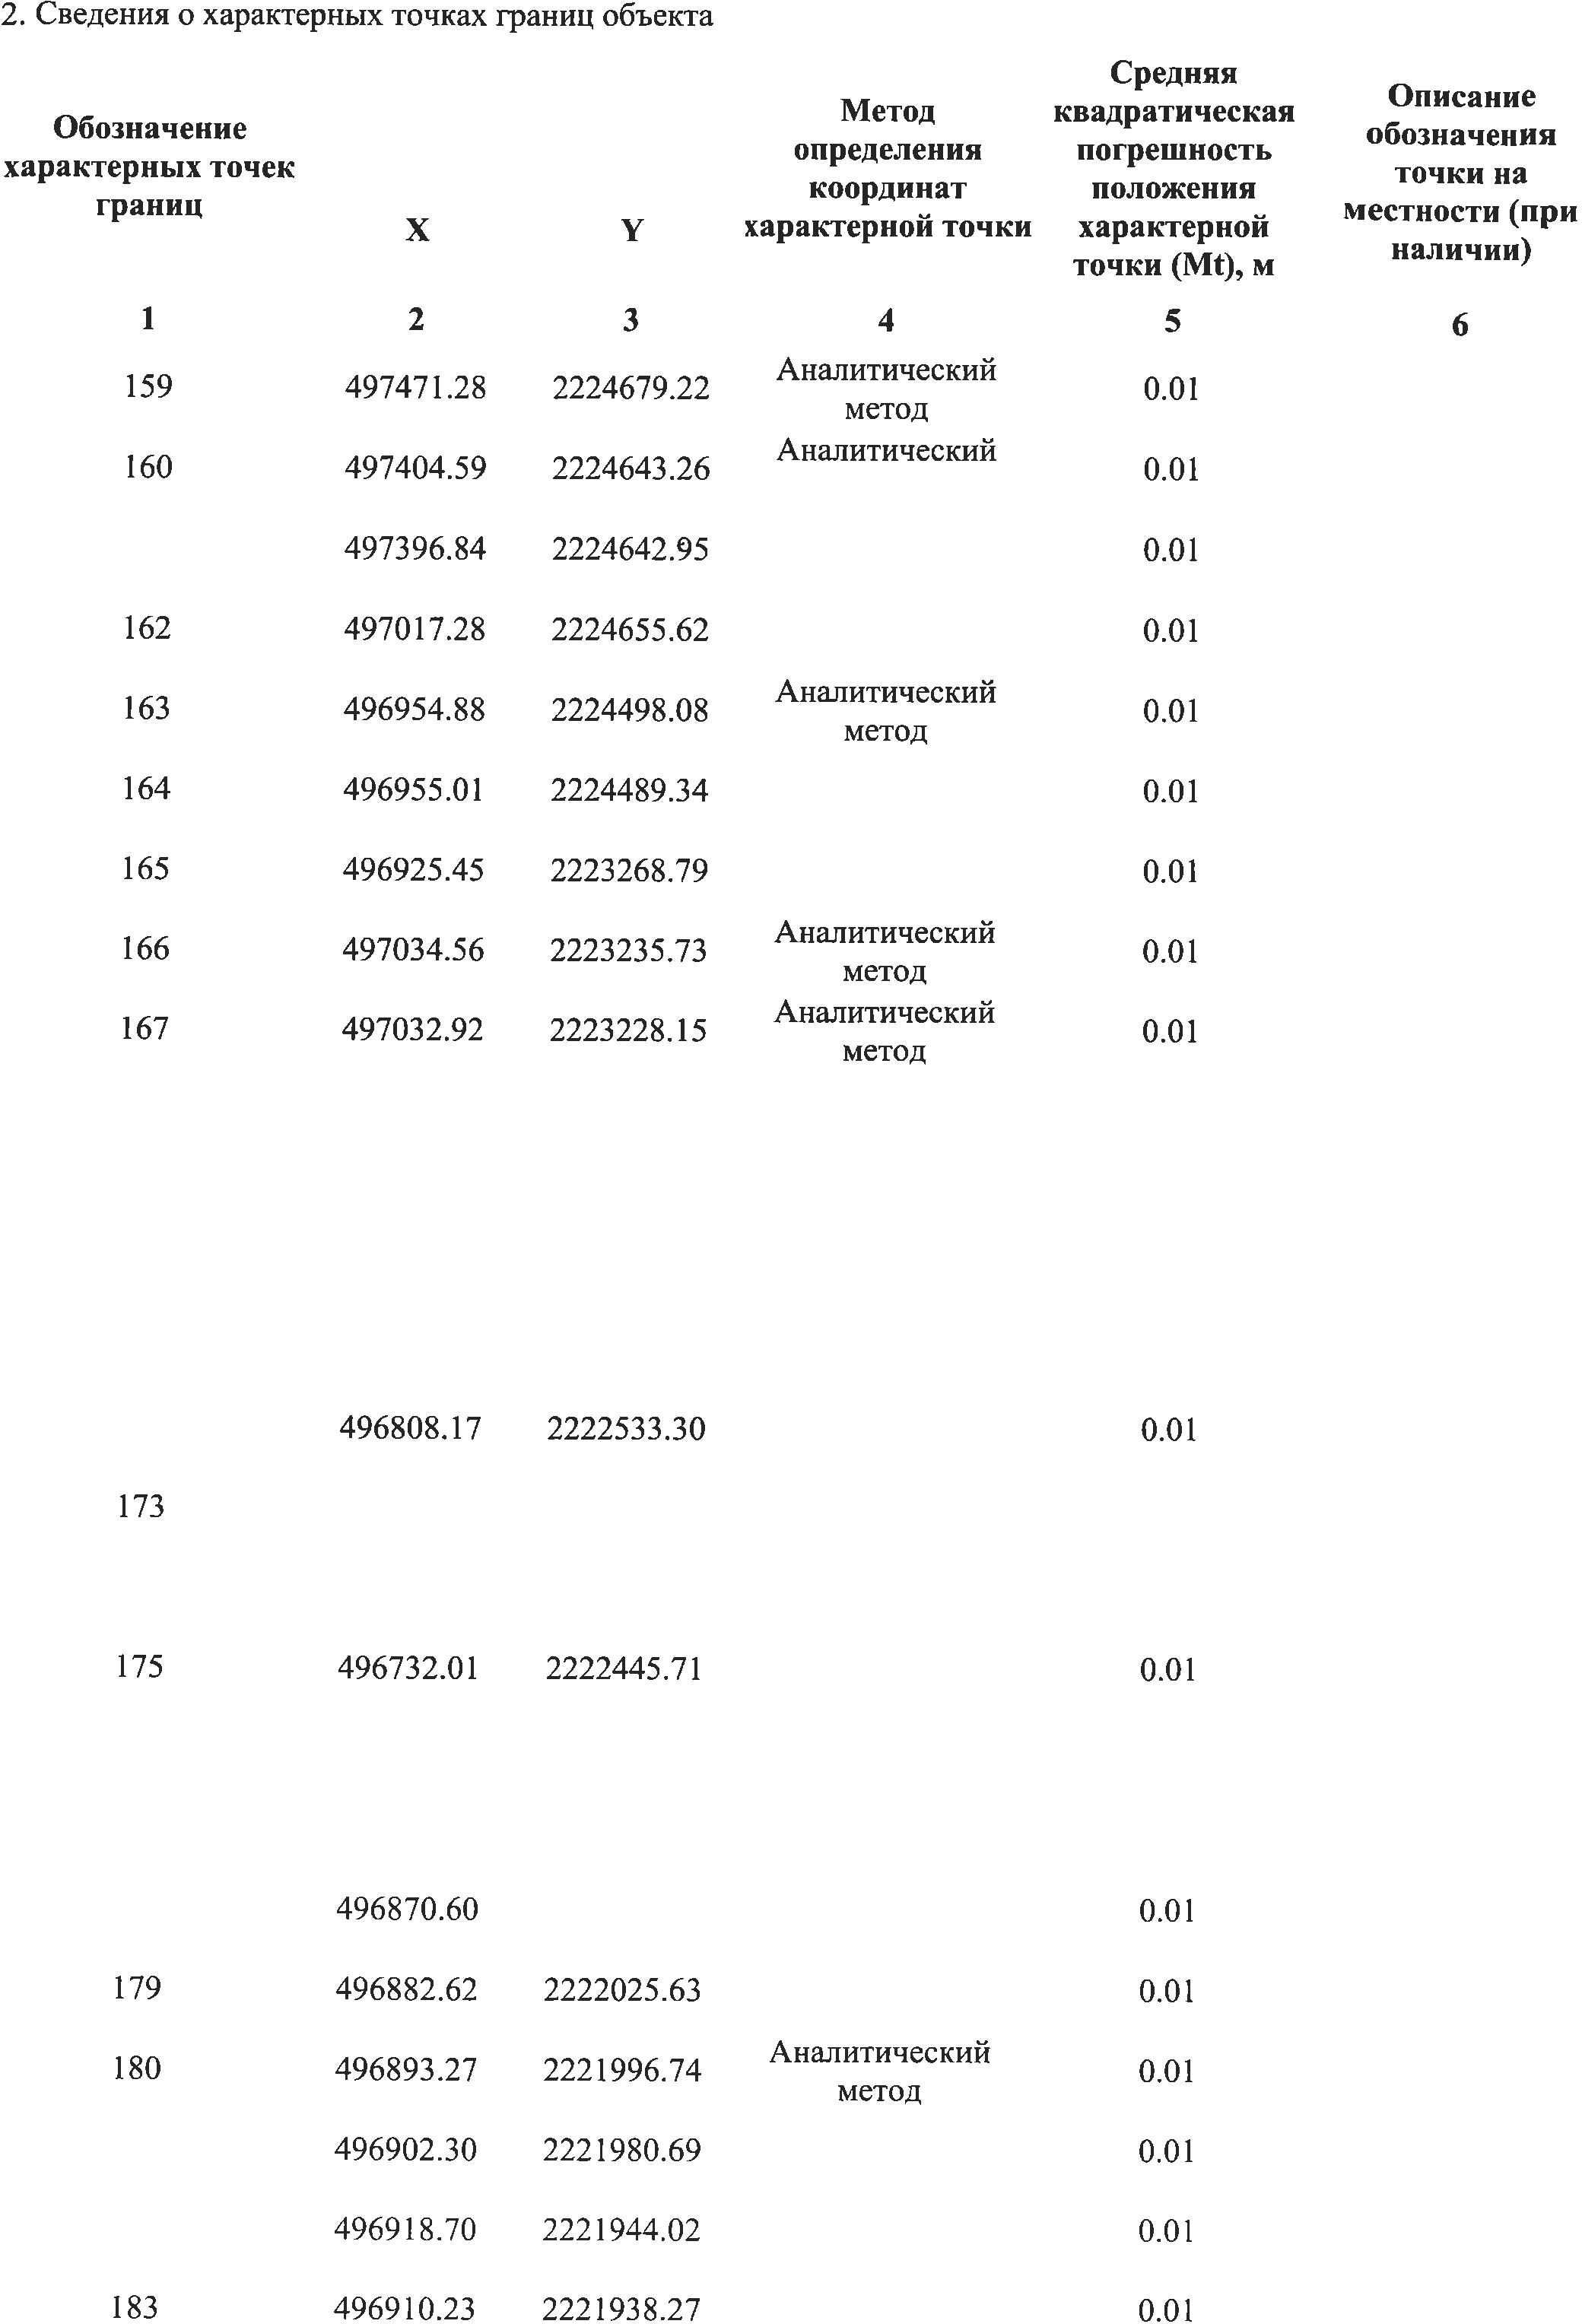 2. Сведения о характерных точках границ объекта
Обозначение характерных точек границ
X
Y
Метод определения координат характерной точки
Средняя квадратическая погрешность положения характерной точки (Mt), м
Описание обозначения точки на местности (при наличии)
1 2 3 4 5 6
159 497471.28 2224679.22 Аналитический метод 0.01
160 497404.59 2224643.26 Аналитический 0.01
497396.84 2224642.95 0.01
162 497017.28 2224655.62 0.01
163 496954.88 2224498.08 Аналитический метод 0.01
164 496955.01 2224489.34 0.01
165 496925.45 2223268.79 0.01
166 497034.56 2223235.73 Аналитический метод 0.01
167 497032.92 2223228.15 Аналитический метод 0.01
496808.17 2222533.30 0.01
173
175 496732.01 2222445.71 0.01
496870.60 0.01
179 496882.62 2222025.63 0.01
180 496893.27 2221996.74 Аналитический метод 0.01
496902.30 2221980.69 0.01
496918.70 2221944.02 0.01
183 496910.23 2221938.27 0.01